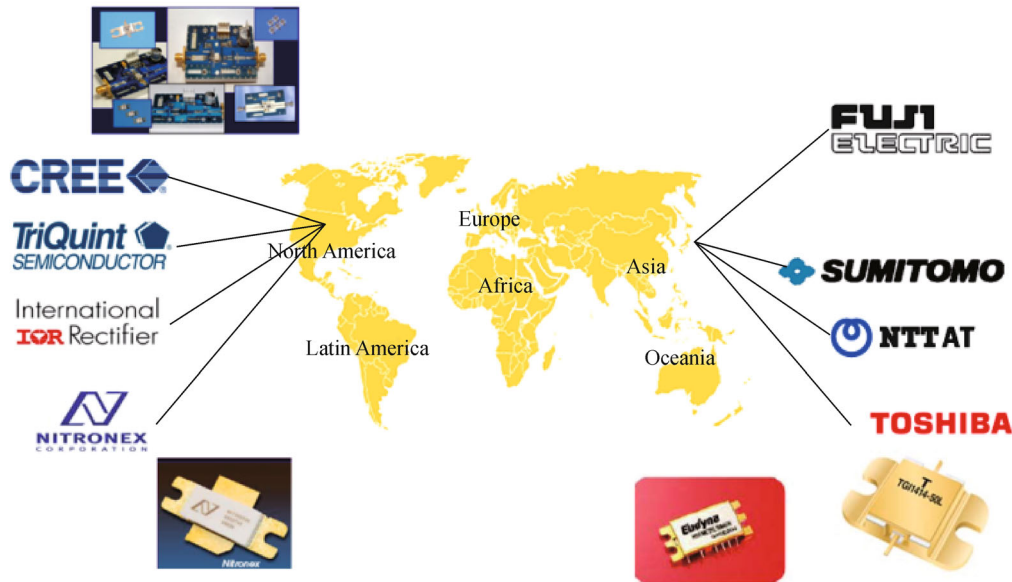 FUJI
ELECTRIC
CREE
TriQuint
SEMICONDUCTOR
Europe
North America
Asia
SUMITOMO
Africa
International
IOR Rectifier
NTT AT
Latin America
Oceania
NITRONEX
CORPORATION
TOSHIBA
N
Nitronex
Eudyna
T
TGI1414-50L